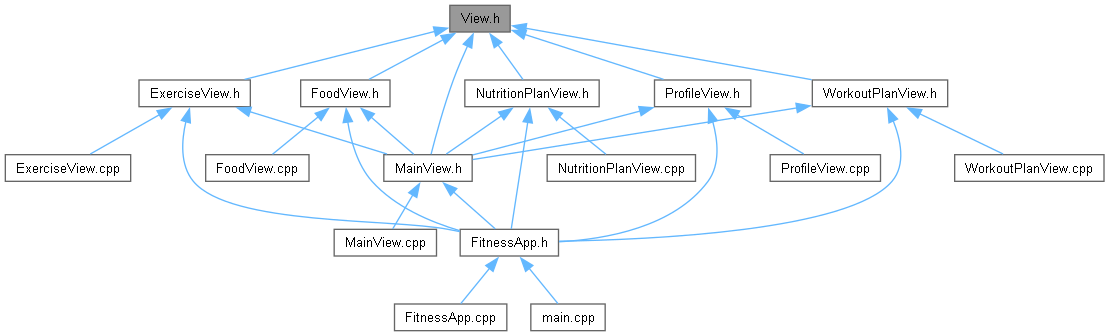 View.h
ExerciseView.h
FoodView.h
NutritionPlanView.h
ProfileView.h
WorkoutPlanView.h
ExerciseView.cpp
FoodView.cpp
MainView.h
NutritionPlanView.cpp
ProfileView.cpp
WorkoutPlanView.cpp
MainView.cpp
FitnessApp.h
FitnessApp.cpp
main.cpp